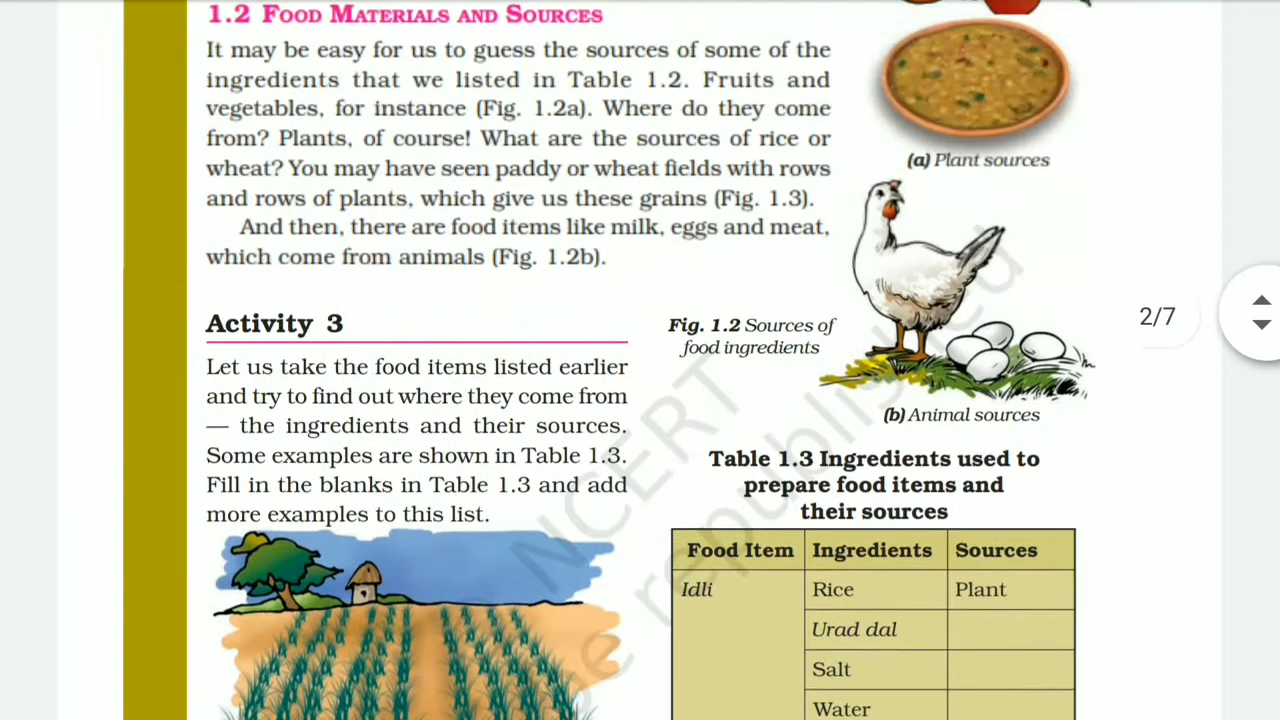 1.2 FOOD MATERIALS AND SOURCES
It may be easy for us to guess the sources of some of the
ingredients that we listed in Table 1.2. Fruits and
vegetables, for instance (Fig. 1.2a). Where do they come
from? Plants, of course! What are the sources of rice or
wheat? You may have seen paddy or wheat fields with rows
and rows of plants, which give us these grains (Fig. 1.3).
And then, there are food items like milk, eggs and meat,
which come from animals (Fig. 1.2b).
Activity 3
Let us take the food items listed earlier
and try to find out where they come from
— the ingredients and their sources.
Some examples are shown in Table 1.3.
Fill in the blanks in Table 1.3 and add
more examples to this list.
(a) Plant sources
Fig. 1.2 Sources of
food ingredients
(b) Animal sources
2/7
Table 1.3 Ingredients used to
prepare food items and
their sources
Food Item Ingredients Sources
Idli Rice Plant
Urad dal
Salt
Water
NCERT
be republished